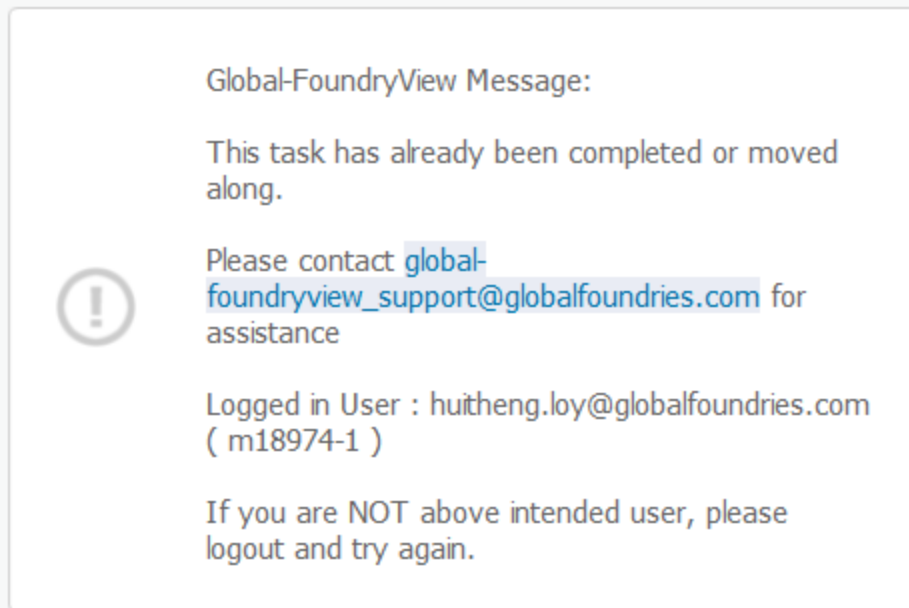 Global-FoundryView Message:
This task has already been completed or moved
along.
Please contact global-
foundryview_support@globalfoundries.com for
assistance
Logged in User : huitheng.loy@globalfoundries.com
( m18974-1 )
If you are NOT above intended user, please
logout and try again.